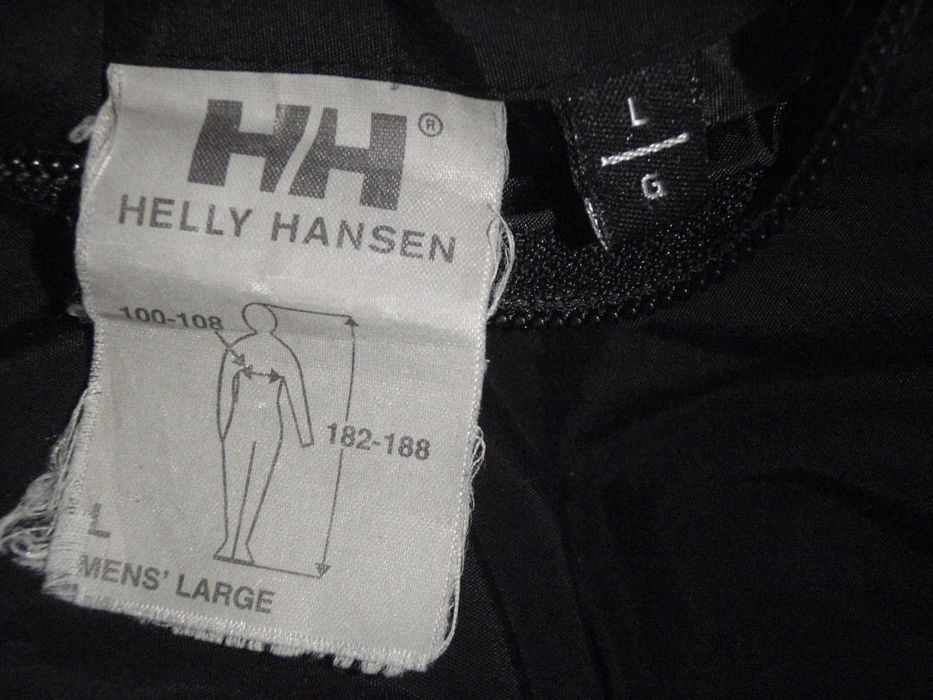 HH®
HELLY HANSEN
100-108
182-188
L
MENS' LARGE
L
G